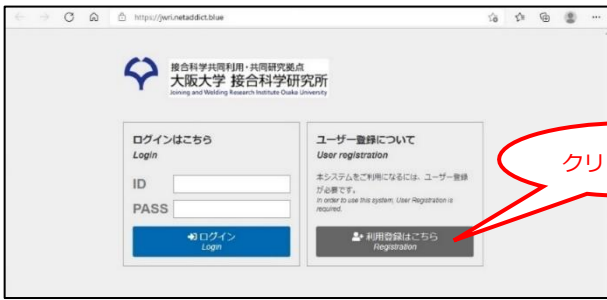 https://jwri.netaddict.blue
接合科学共同利用・共同研究拠点
大阪大学 接合科学研究所
Joining and Welding Research Institute Osaka University
ログインはこちら
Login
ID
PASS
ログイン
Login
ユーザー登録について
User registration
本システムをご利用になるには、ユーザー登録
が必要です。
In order to use this system, User Registration is
required.
利用登録はこちら
Registration
クリ